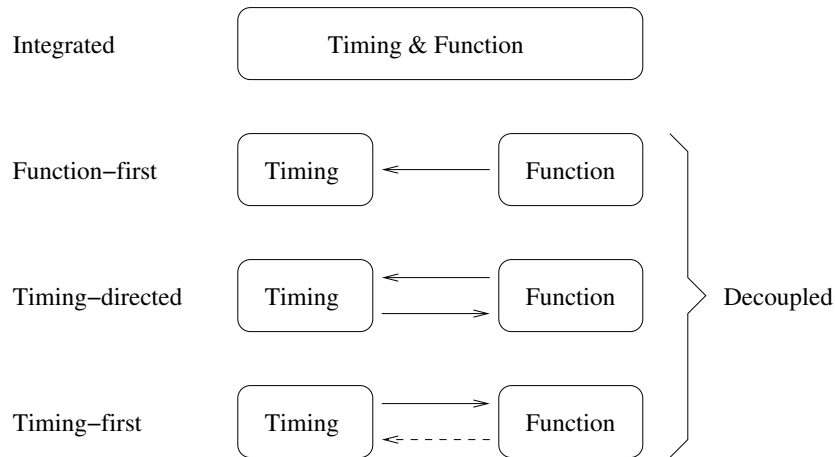 Integrated
Timing & Function
Function−first
Timing
Function
Timing−directed
Timing
Function
Decoupled
Timing−first
Timing
Function